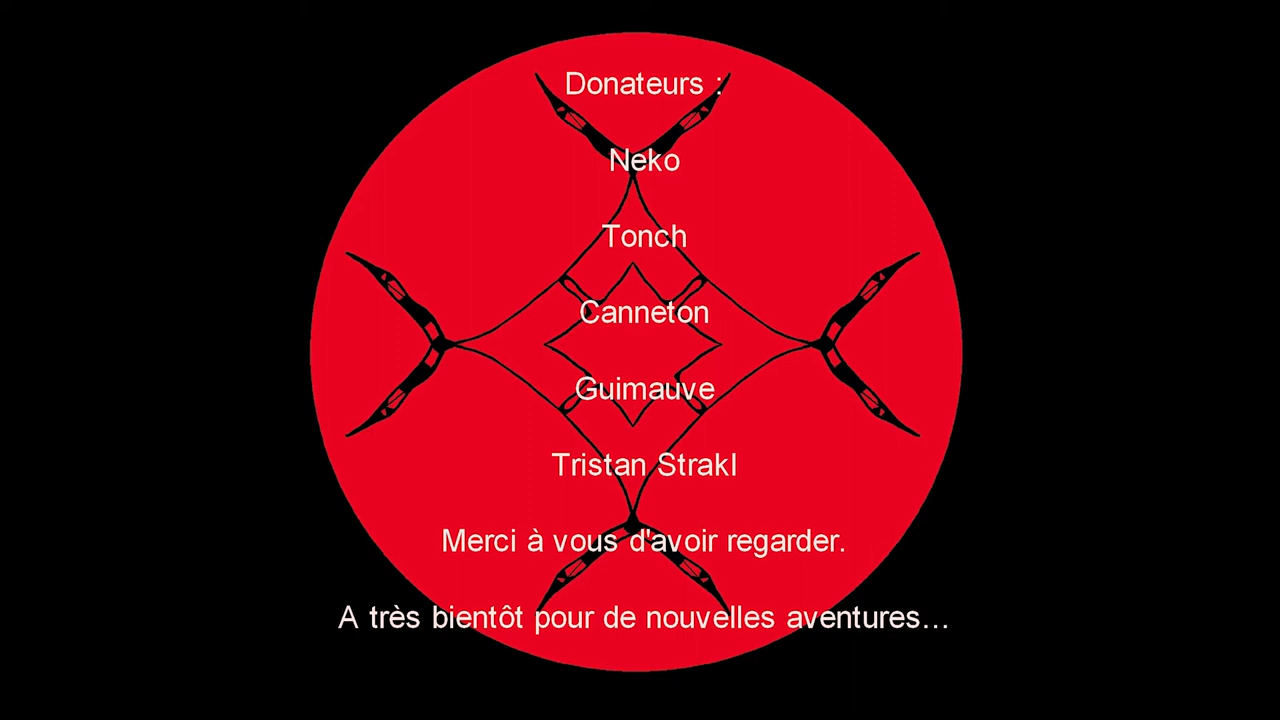 Donateurs :
Neko
Tonch
Canneton
Guimauve
Tristan Strakl
Merci à vous d'avoir regarder.
A très bientôt pour de nouvelles aventures...